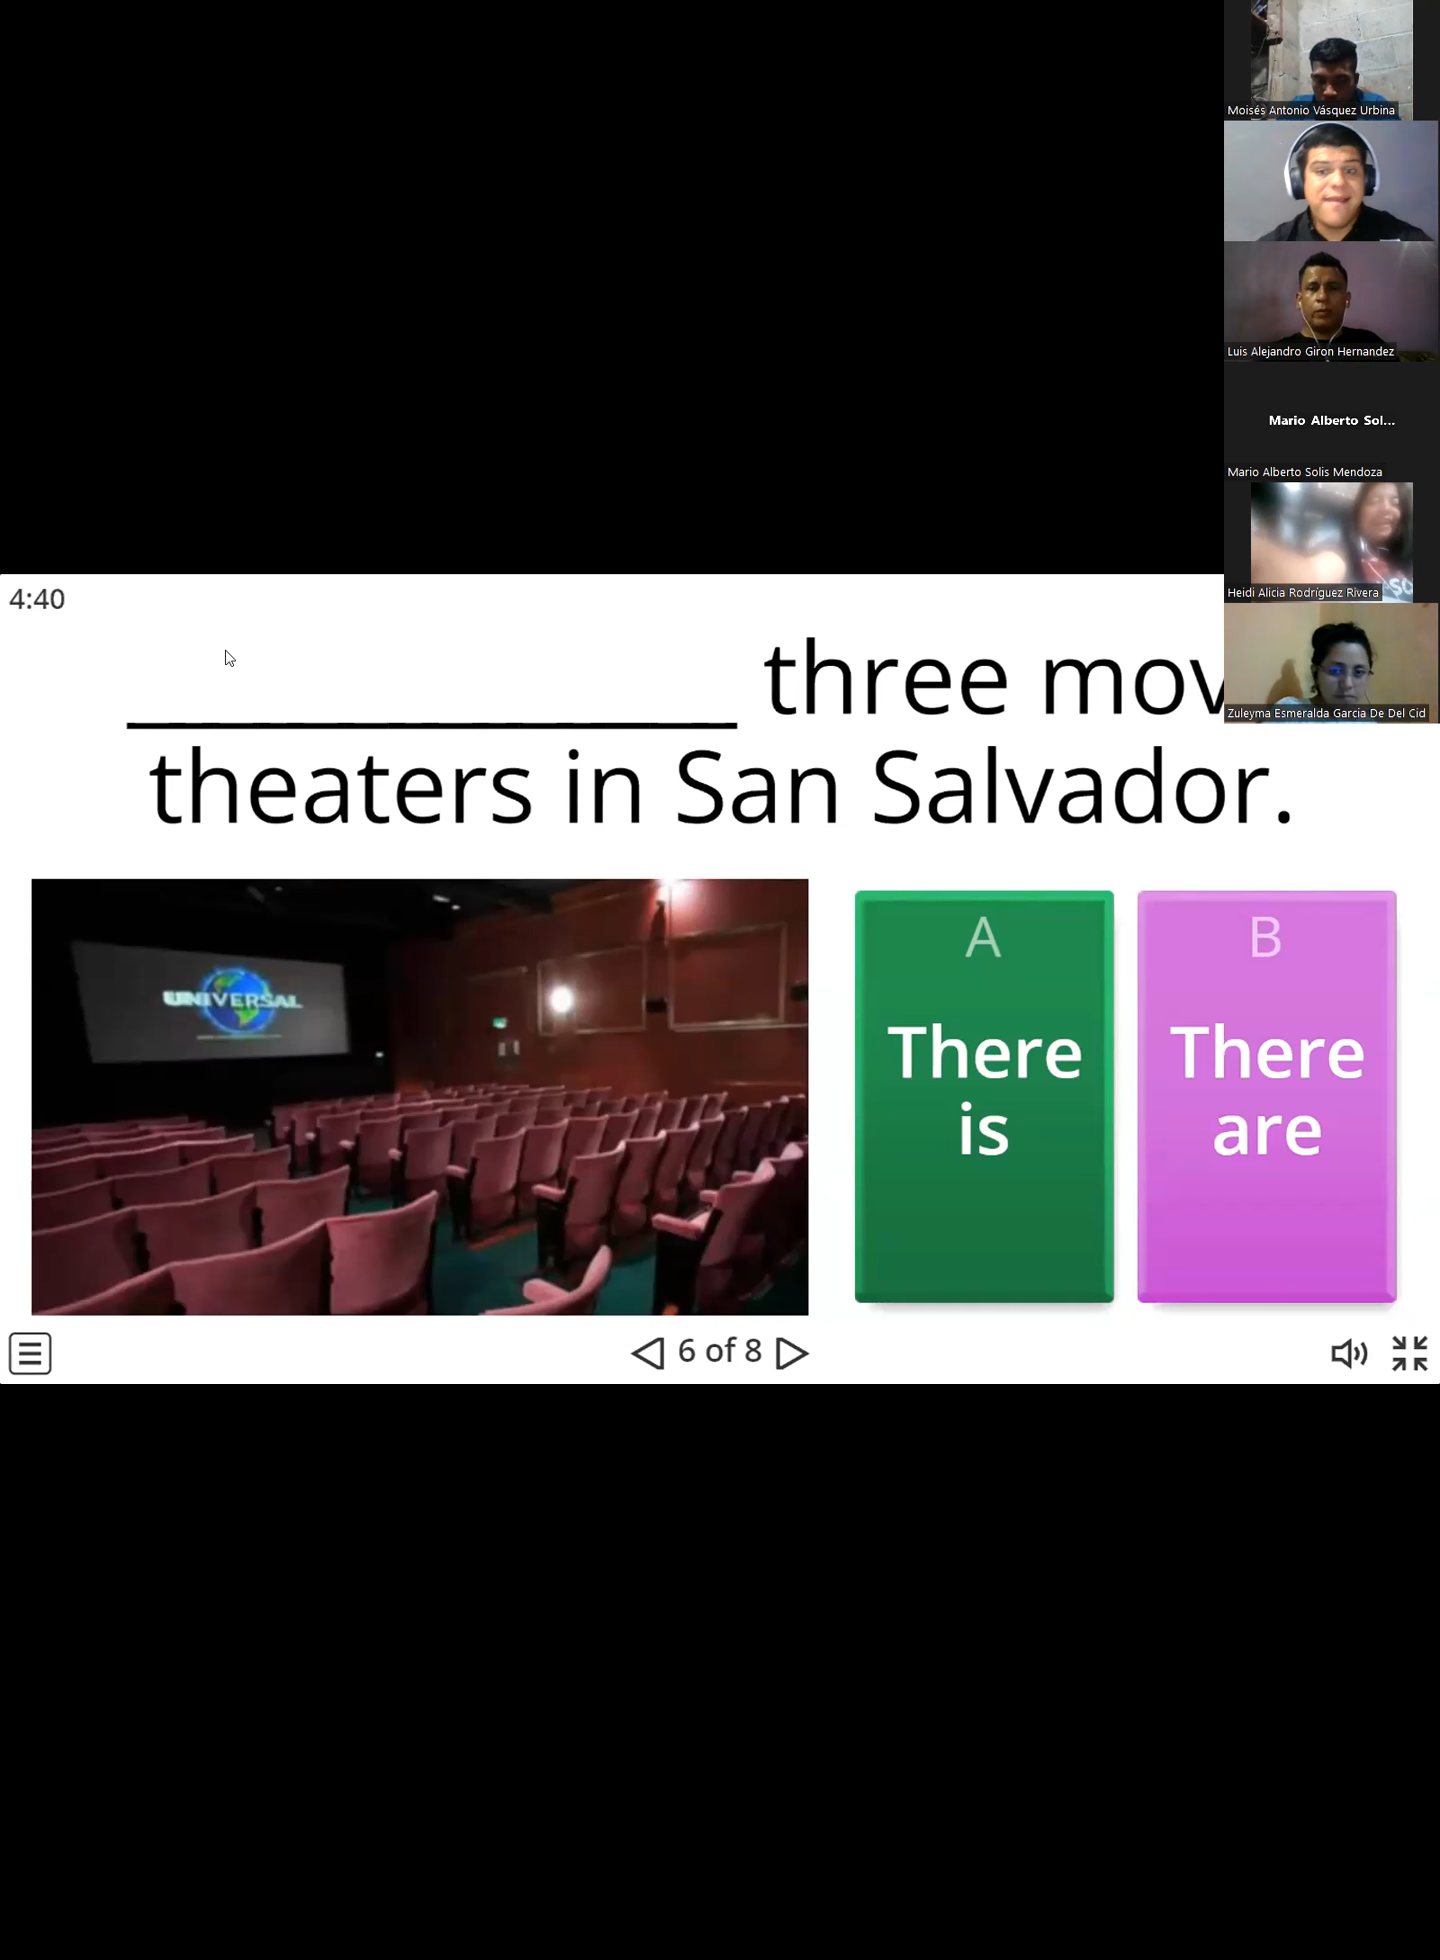 Moisés Antonio Vásquez Urbina
Luis Alejandro Giron Hernandez
Mario Alberto Sol...
Mario Alberto Solis Mendoza
Heidi Alicia Rodríguez Rivera
Zuleyma Esmeralda Garcia De Del Cid
4:40
_______________ three mov
theaters in San Salvador.
UNIVERSAL
A
There
is
B
There
are
6 of 8